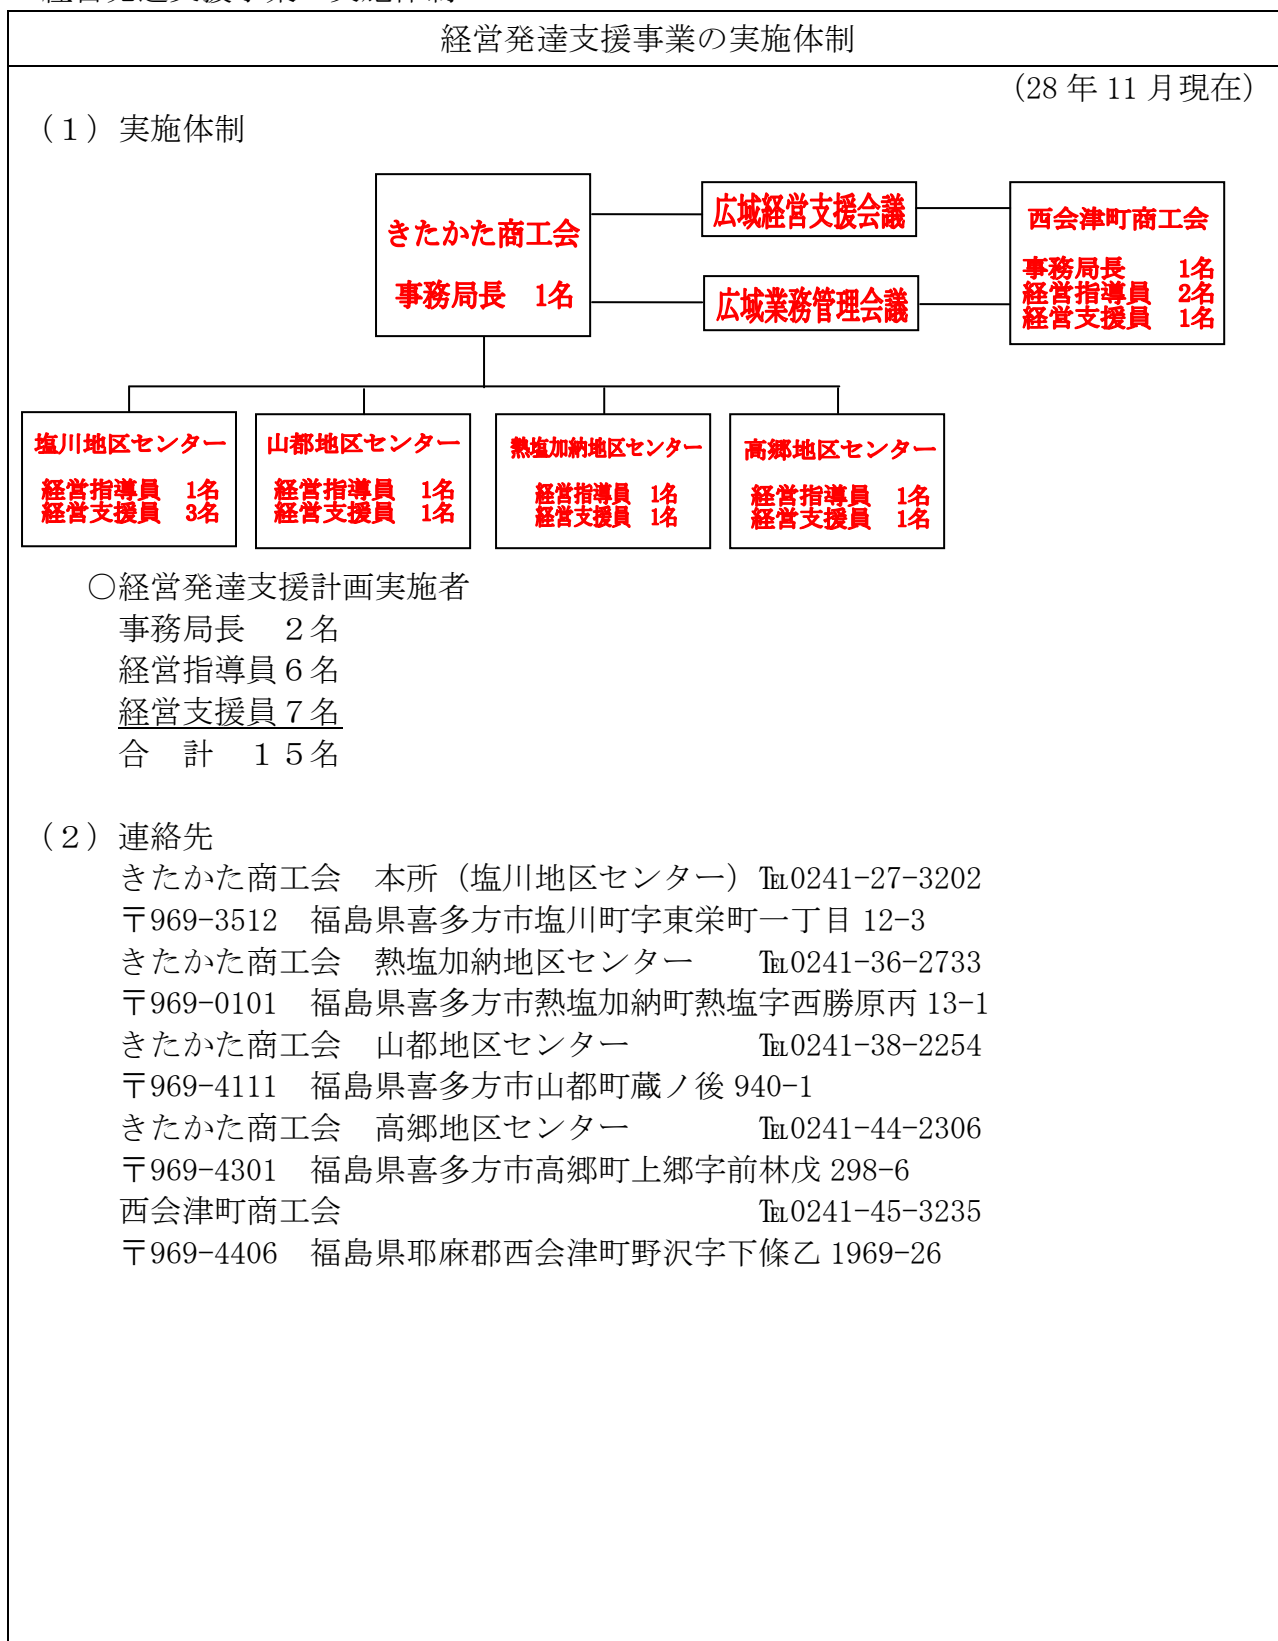 経営発達支援事業の実施体制
（28 年 11 月現在）
（１）実施体制
きたかた商工会
事務局長　1名
広域経営支援会議
広域業務管理会議
西会津町商工会
事務局長　1名
経営指導員　2名
経営支援員　1名
塩川地区センター
経営指導員　1名
経営支援員　3名
山都地区センター
経営指導員　1名
経営支援員　1名
熱塩加納地区センター
経営指導員　1名
経営支援員　1名
高郷地区センター
経営指導員　1名
経営支援員　1名
○経営発達支援計画実施者
事務局長　２名
経営指導員６名
経営支援員７名
合　計　１５名
（２）連絡先
きたかた商工会　本所（塩川地区センター）℡0241-27-3202
〒969-3512　福島県喜多方市塩川町字東栄町一丁目 12-3
きたかた商工会　熱塩加納地区センター　　℡0241-36-2733
〒969-0101　福島県喜多方市熱塩加納町熱塩字西勝原丙 13-1
きたかた商工会　山都地区センター　　　　℡0241-38-2254
〒969-4111　福島県喜多方市山都町蔵ノ後 940-1
きたかた商工会　高郷地区センター　　　　℡0241-44-2306
〒969-4301　福島県喜多方市高郷町上郷字前林戊 298-6
西会津町商工会　　　　　　　　　　　　　℡0241-45-3235
〒969-4406　福島県耶麻郡西会津町野沢字下條乙 1969-26